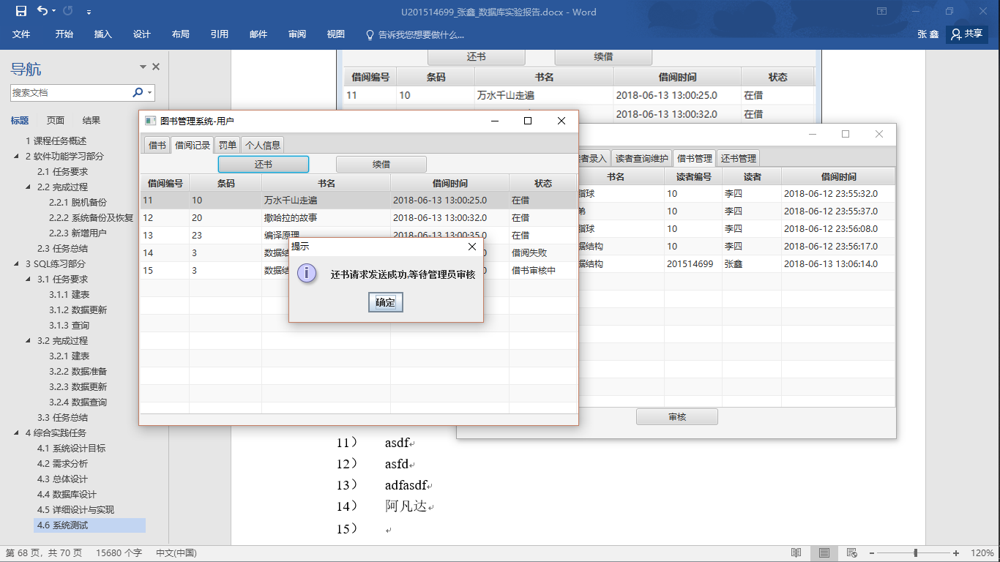 U201514699_张鑫_数据库实验报告.docx - Word
文件 开始 插入 设计 布局 引用 邮件 审阅 视图 告诉我您想要做什么... 张 鑫 共享
导航
搜索文档
标题 页面 结果
1 课程任务概述
2 软件功能学习部分
2.1 任务要求
2.2 完成过程
2.2.1 脱机备份
2.2.2 系统备份及恢复
2.2.3 新增用户
2.3 任务总结
3 SQL练习部分
3.1 任务要求
3.1.1 建表
3.1.2 数据更新
3.1.3 查询
3.2 完成过程
3.2.1 建表
3.2.2 数据准备
3.2.3 数据更新
3.2.4 数据查询
3.3 任务总结
4 综合实践任务
4.1 系统设计目标
4.2 需求分析
4.3 总体设计
4.4 数据库设计
4.5 详细设计与实现
4.6 系统测试
还书 续借
借阅编号 条码 书名 借阅时间 状态
11 10 万水千山走遍 2018-06-13 13:00:25.0 在借
2018-06-13 13:00:32.0 在借
图书管理系统-用户
借书 借阅记录 罚单 个人信息
还书 续借
借阅编号 条码 书名 借阅时间 状态
11 10 万水千山走遍 2018-06-13 13:00:25.0 在借
12 20 撒哈拉的故事 2018-06-13 13:00:32.0 在借
13 23 编译原理 2018-06-13 13:00:35.0 在借
14 3 数据结 0 借阅失败
15 3 数据结 0 借书审核中
提示
还书请求发送成功,等待管理员审核
确定
者录入 读者查询维护 借书管理 还书管理
书名 读者编号 读者 借阅时间
球 10 李四 2018-06-12 23:55:32.0
弟 10 李四 2018-06-12 23:55:37.0
球 10 李四 2018-06-12 23:56:08.0
据结构 10 李四 2018-06-12 23:56:17.0
据结构 201514699 张鑫 2018-06-13 13:06:14.0
审核
11） asdf
12） asfd
13） adfasdf
14） 阿凡达
15）
第 68 页，共 70 页 15680 个字 中文(中国) 120%